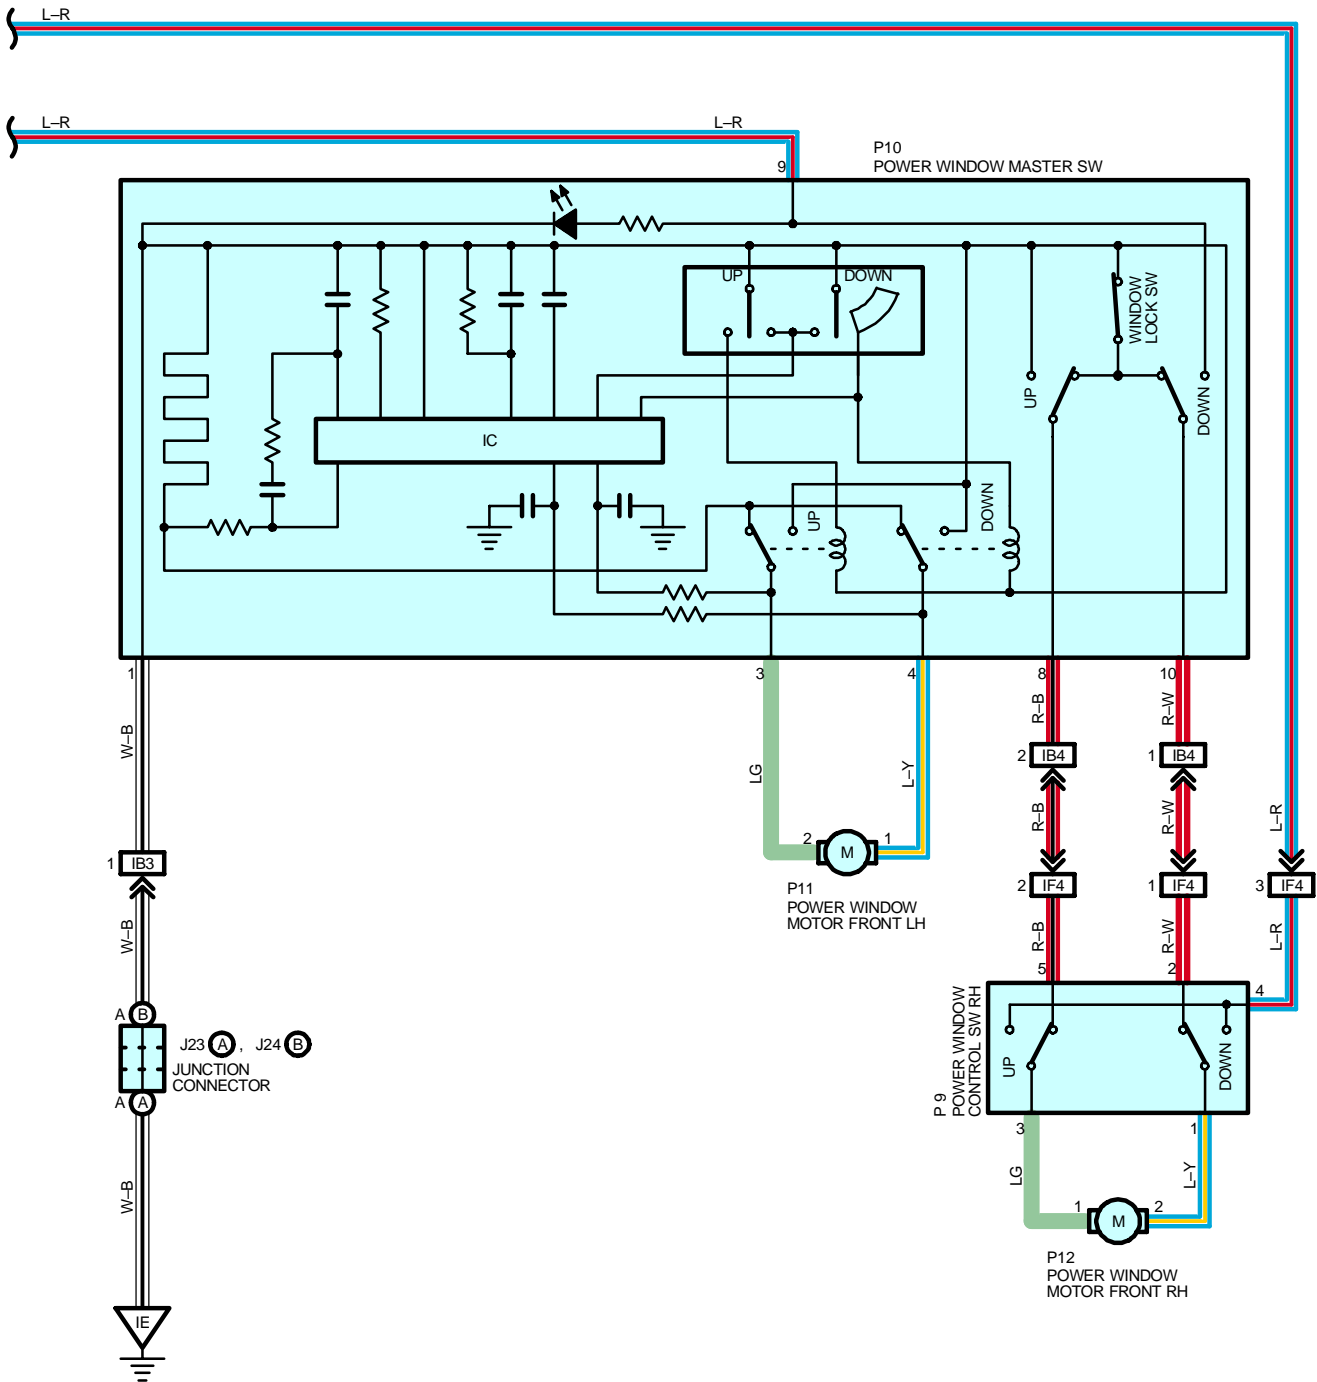 L–R
L–R
L–R
P10
POWER WINDOW MASTER SW
9
UP
DOWN
WINDOW
LOCK SW
UP
DOWN
IC
UP
DOWN
1
3
4
8
10
W–B
LG
L–Y
R–B
R–W
2 IB4
1 IB4
R–B
R–W
L–R
1 IB3
2
M
1
P11
POWER WINDOW
MOTOR FRONT LH
2 IF4
1 IF4
3 IF4
W–B
R–B
R–W
L–R
5
2
4
A B
J23 A , J24 B
JUNCTION
CONNECTOR
A A
P 9
POWER WINDOW
CONTROL SW RH
UP
DOWN
3
1
W–B
LG
L–Y
1
M
2
P12
POWER WINDOW
MOTOR FRONT RH
IE